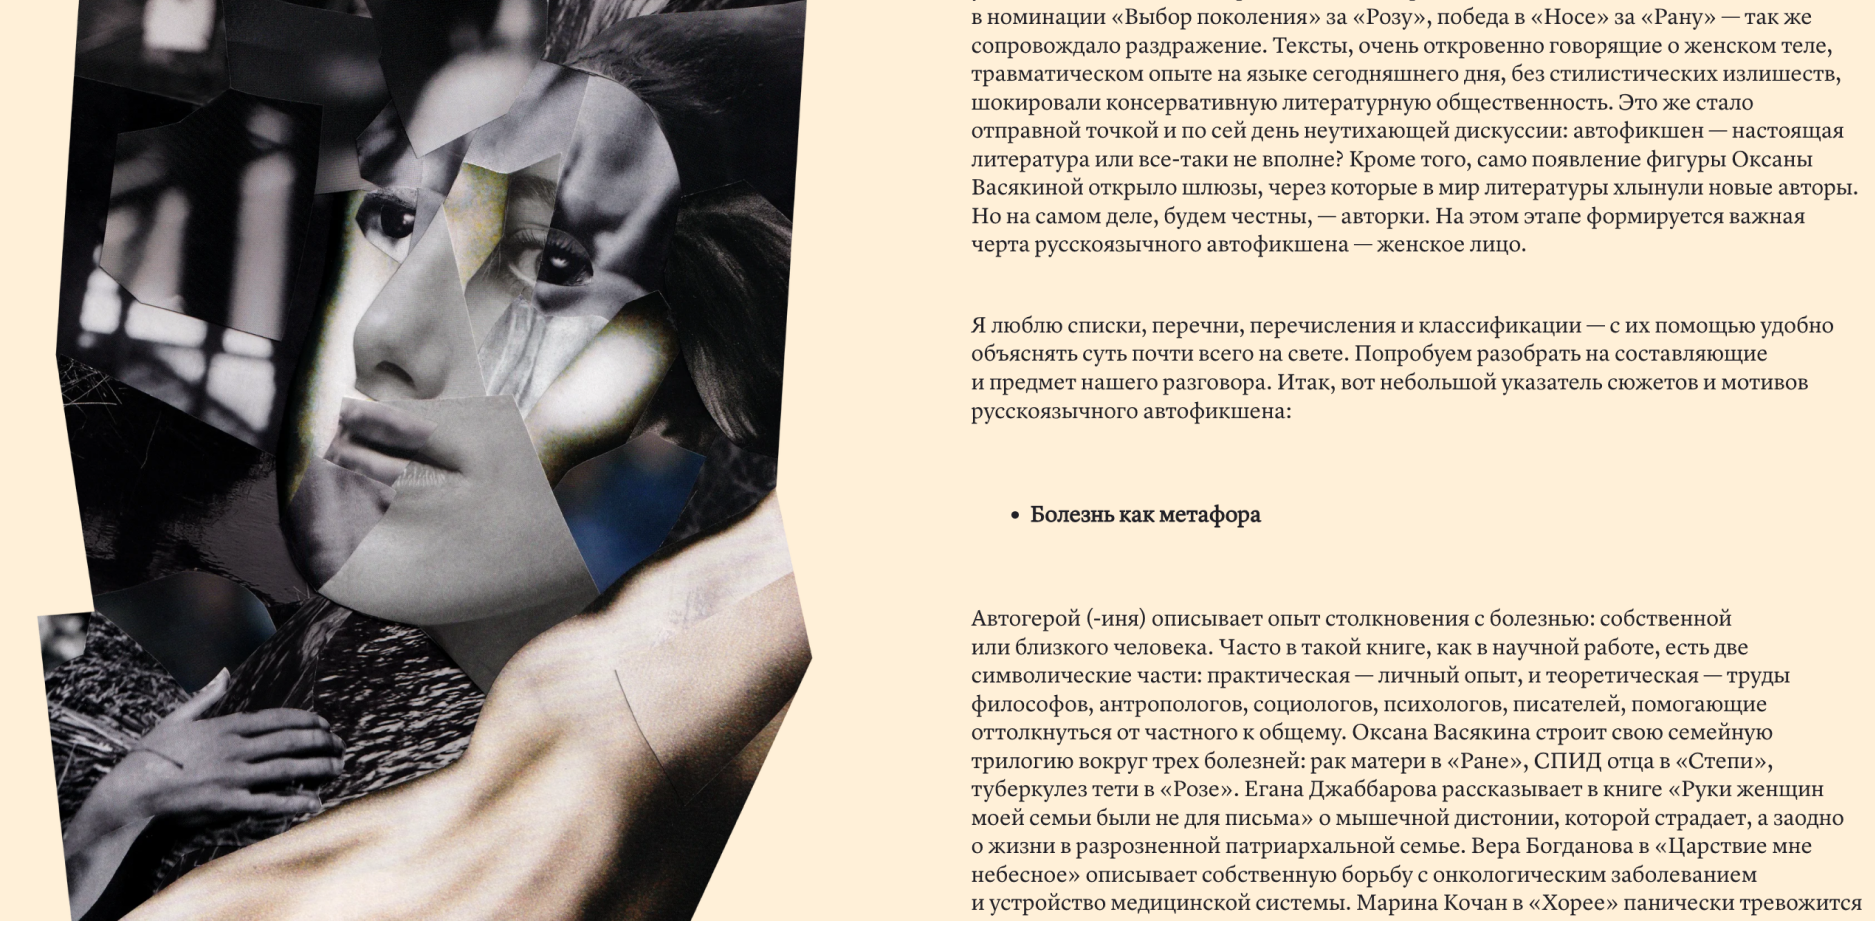 в номинации «Выбор поколения» за «Розу», победа в «Носе» за «Рану» — так же
сопровождало раздражение. Тексты, очень откровенно говорящие о женском теле,
травматическом опыте на языке сегодняшнего дня, без стилистических излишеств,
шокировали консервативную литературную общественность. Это же стало
отправной точкой и по сей день неутихающей дискуссии: автофикшен — настоящая
литература или все-таки не вполне? Кроме того, само появление фигуры Оксаны
Васякиной открыло шлюзы, через которые в мир литературы хлынули новые авторы.
Но на самом деле, будем честны, — авторки. На этом этапе формируется важная
черта русскоязычного автофикшена — женское лицо.
Я люблю списки, перечни, перечисления и классификации — с их помощью удобно
объяснять суть почти всего на свете. Попробуем разобрать на составляющие
и предмет нашего разговора. Итак, вот небольшой указатель сюжетов и мотивов
русскоязычного автофикшена:
• Болезнь как метафора
Автогерой (-иня) описывает опыт столкновения с болезнью: собственной
или близкого человека. Часто в такой книге, как в научной работе, есть две
символические части: практическая — личный опыт, и теоретическая — труды
философов, антропологов, социологов, психологов, писателей, помогающие
оттолкнуться от частного к общему. Оксана Васякина строит свою семейную
трилогию вокруг трех болезней: рак матери в «Ране», СПИД отца в «Степи»,
туберкулез тети в «Розе». Егана Джаббарова рассказывает в книге «Руки женщин
моей семьи были не для письма» о мышечной дистонии, которой страдает, а заодно
о жизни в разрозненной патриархальной семье. Вера Богданова в «Царствие мне
небесное» описывает собственную борьбу с онкологическим заболеванием
и устройство медицинской системы. Марина Кочан в «Хорее» панически тревожится